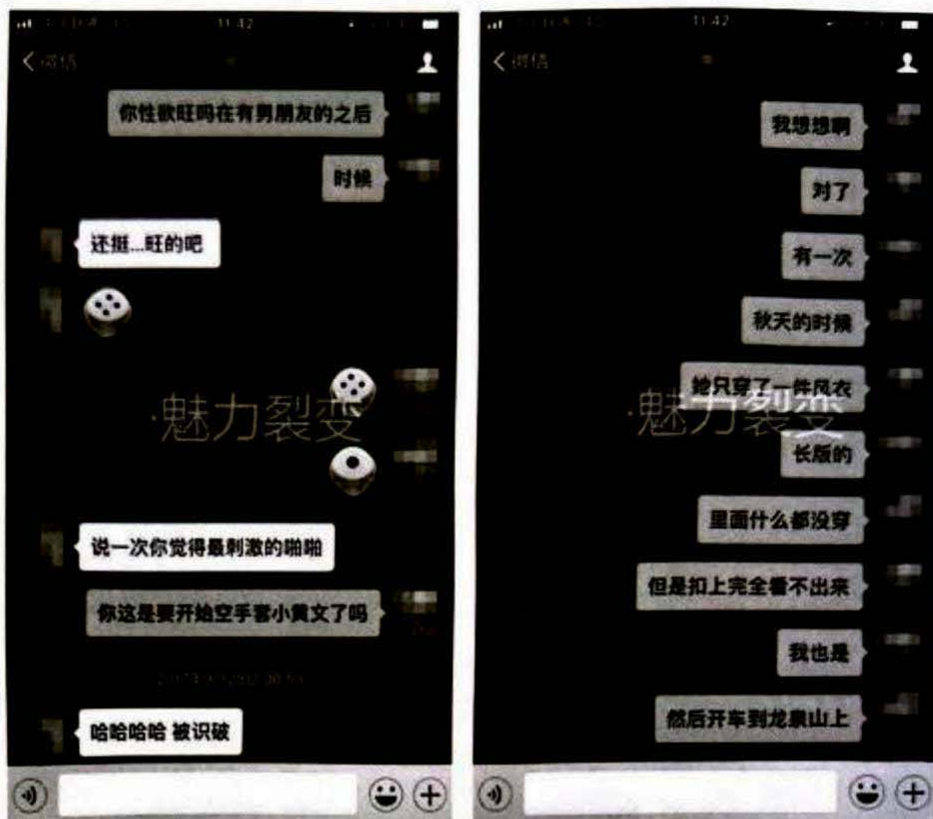 11:42
微信
你性欲旺吗在有男朋友的之后
时候
还挺...旺的吧
·魅力裂变
说一次你觉得最刺激的啪啪
你这是要开始空手套小黄文了吗
哈哈哈哈 被识破
11:42
微信
我想想啊
对了
有一次
秋天的时候
她只穿了一件风衣
·魅力裂变
长版的
里面什么都没穿
但是扣上完全看不出来
我也是
然后开车到龙泉山上